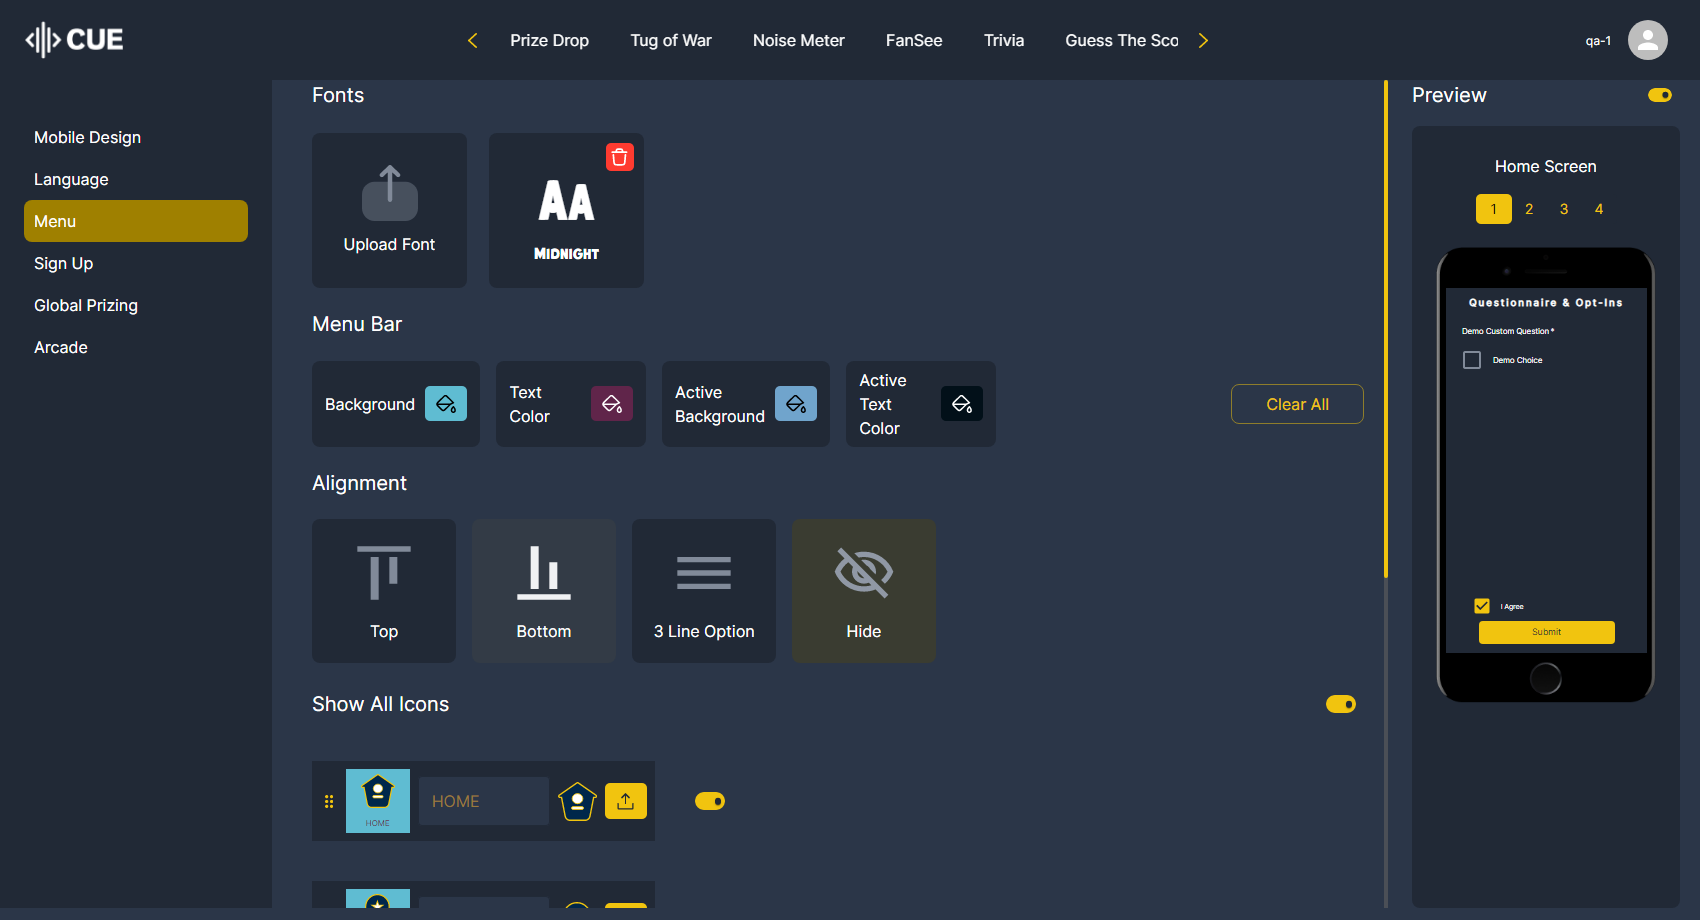 CUE
Prize Drop
Tug of War
Noise Meter
FanSee
Trivia
Guess The Sco
qa-1
Mobile Design
Language
Menu
Sign Up
Global Prizing
Arcade
Fonts
Upload Font
AA
MIDNIGHT
Menu Bar
Background
Text
Color
Active
Background
Active
Text
Color
Clear All
Alignment
Top
Bottom
3 Line Option
Hide
Show All Icons
HOME
HOME
Preview
Home Screen
1 2 3 4
Questionnaire & Opt-Ins
Demo Custom Question*
Demo Choice
I Agree
Submit